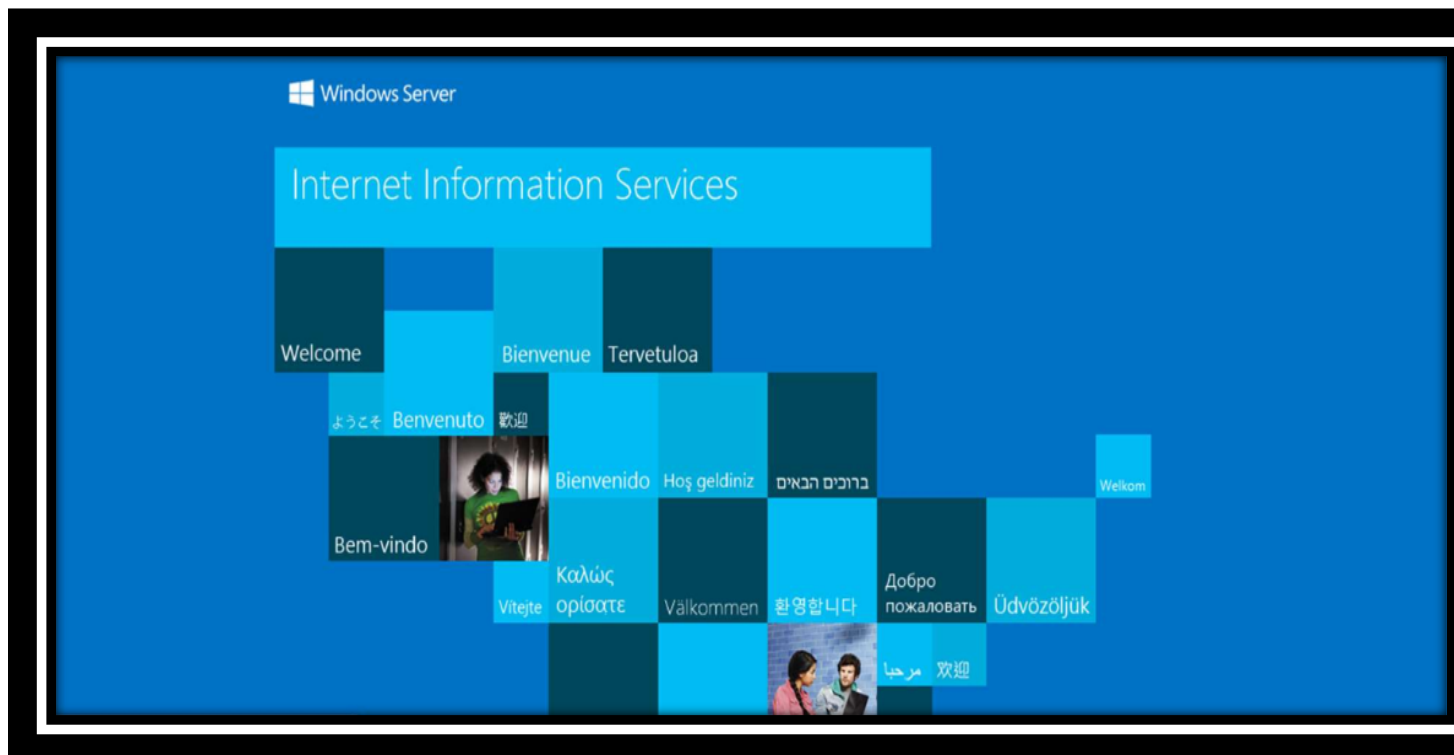 Windows Server
Internet Information Services
Welcome
Bienvenue
Tervetuloa
ようこそ
Benvenuto
歡迎
Bienvenido
Hoş geldiniz
ברוכים הבאים
Welkom
Bem-vindo
Vítejte
Καλώς
ορίσατε
Välkommen
환영합니다
Добро
пожаловать
Üdvözöljük
مرحبا
欢迎